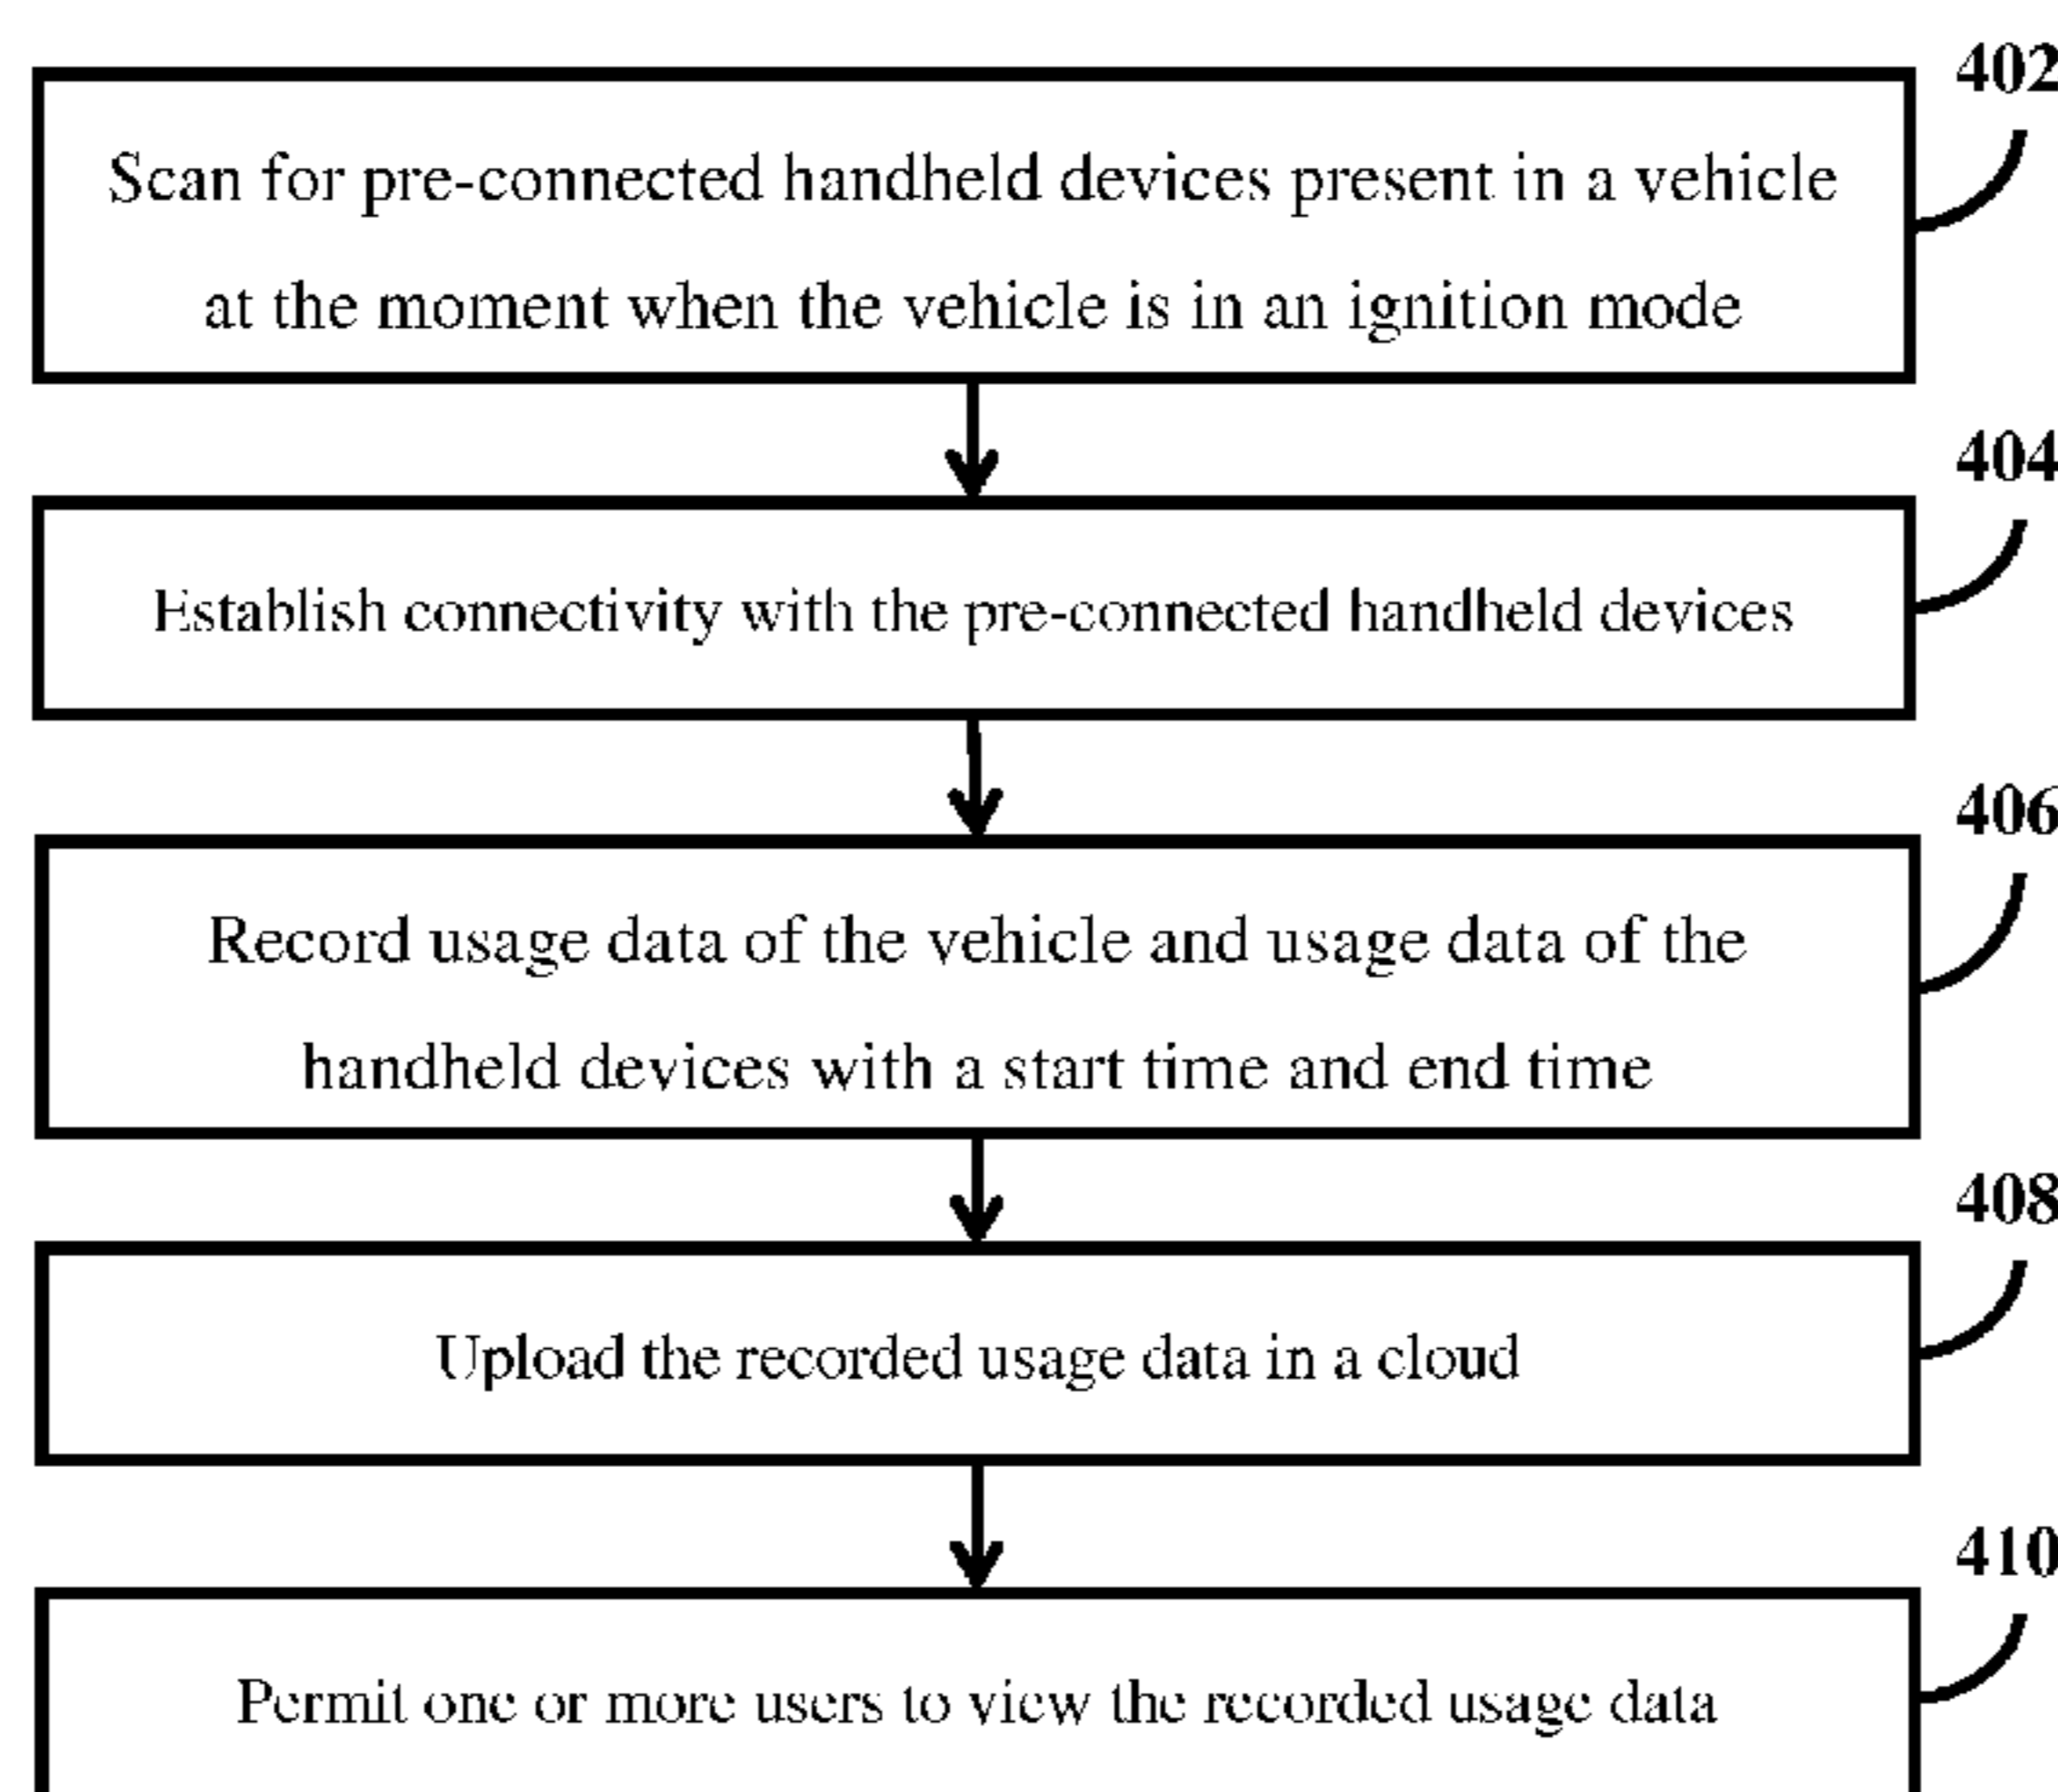 402
Scan for pre-connected handheld devices present in a vehicle
at the moment when the vehicle is in an ignition mode
404
Establish connectivity with the pre-connected handheld devices
406
Record usage data of the vehicle and usage data of the
handheld devices with a start time and end time
408
Upload the recorded usage data in a cloud
410
Permit one or more users to view the recorded usage data